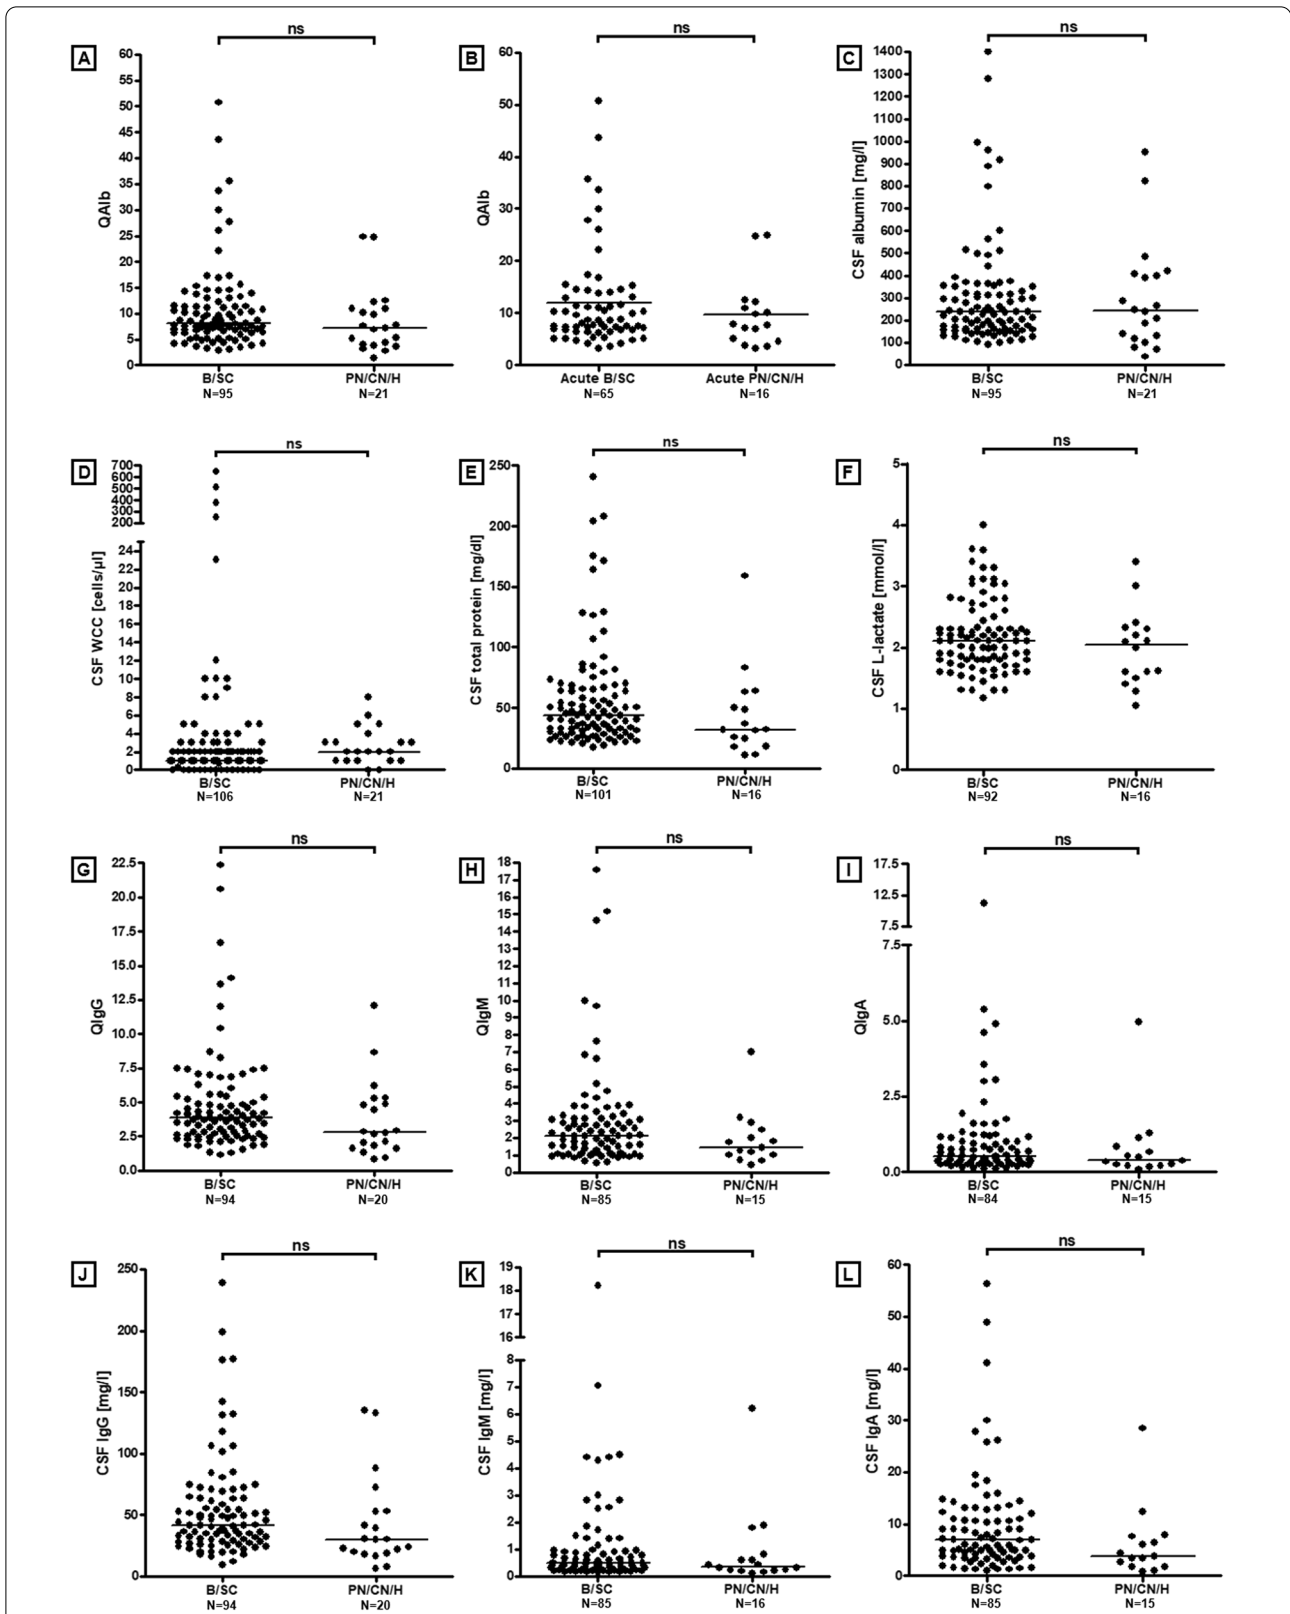 A
ns
QAlb
60
55
50
45
40
35
30
25
20
15
10
5
0
B/SC PN/CN/H
N=95 N=21
B
ns
QAlb
60
50
40
30
20
10
0
Acute B/SC Acute PN/CN/H
N=65 N=16
C
ns
CSF albumin [mg/l]
1400
1300
1200
1100
1000
900
800
700
600
500
400
300
200
100
0
B/SC PN/CN/H
N=95 N=21
D
ns
CSF WCC [cells/µl]
700
600
500
400
300
200
24
22
20
18
16
14
12
10
8
6
4
2
0
B/SC PN/CN/H
N=106 N=21
E
ns
CSF total protein [mg/dl]
250
200
150
100
50
0
B/SC PN/CN/H
N=101 N=16
F
ns
CSF L-lactate [mmol/l]
5
4
3
2
1
0
B/SC PN/CN/H
N=92 N=16
G
ns
QIgG
22.5
20.0
17.5
15.0
12.5
10.0
7.5
5.0
2.5
0.0
B/SC PN/CN/H
N=94 N=20
H
ns
QIgM
18
17
16
15
14
13
12
11
10
9
8
7
6
5
4
3
2
1
0
B/SC PN/CN/H
N=85 N=15
I
ns
QIgA
17.5
12.5
7.5
7.5
5.0
2.5
0.0
B/SC PN/CN/H
N=84 N=15
J
ns
CSF IgG [mg/l]
250
200
150
100
50
0
B/SC PN/CN/H
N=94 N=20
K
ns
CSF IgM [mg/l]
19
18
17
16
8
7
6
5
4
3
2
1
0
B/SC PN/CN/H
N=85 N=16
L
ns
CSF IgA [mg/l]
60
50
40
30
20
10
0
B/SC PN/CN/H
N=85 N=15